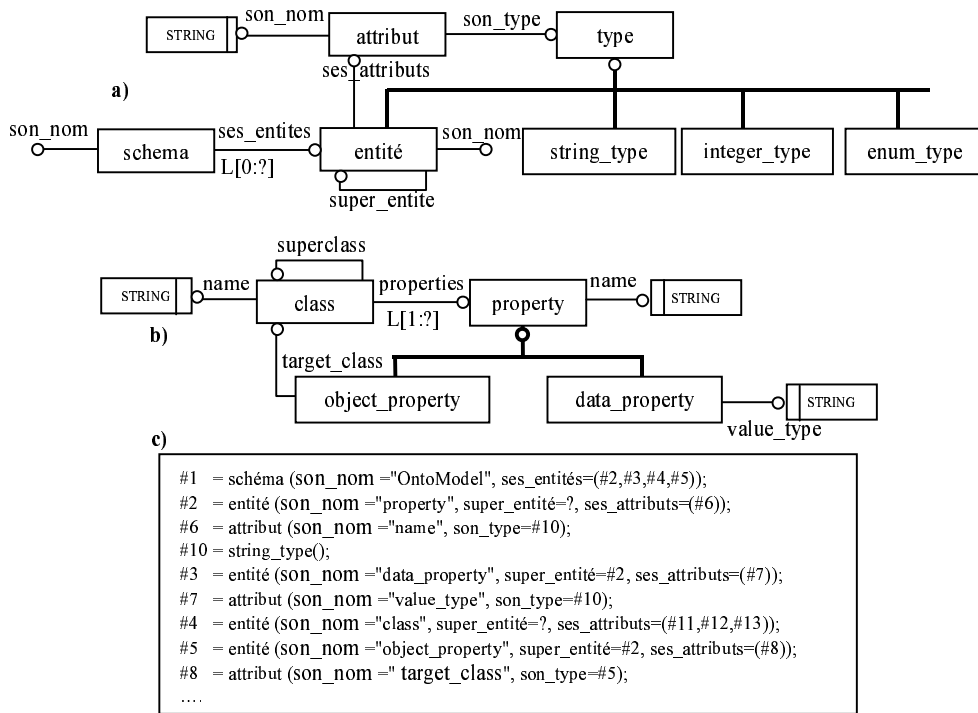 son_nom
son_type
STRING
attribut
type
ses_attributs
a)
son_nom
ses_entites
son_nom
schema
entité
string_type
integer_type
enum_type
L[0:?]
super_entite
superclass
name
properties
name
STRING
class
property
STRING
L[1:?]
b)
target_class
object_property
data_property
STRING
value_type
c)
#1 = schéma (son_nom ="OntoModel", ses_entités=(#2,#3,#4,#5));
#2 = entité (son_nom ="property", super_entité=?, ses_attributs=(#6));
#6 = attribut (son_nom ="name", son_type=#10);
#10 = string_type();
#3 = entité (son_nom ="data_property", super_entité=#2, ses_attributs=(#7));
#7 = attribut (son_nom ="value_type", son_type=#10);
#4 = entité (son_nom ="class", super_entité=?, ses_attributs=(#11,#12,#13));
#5 = entité (son_nom ="object_property", super_entité=#2, ses_attributs=(#8));
#8 = attribut (son_nom =" target_class", son_type=#5);
....